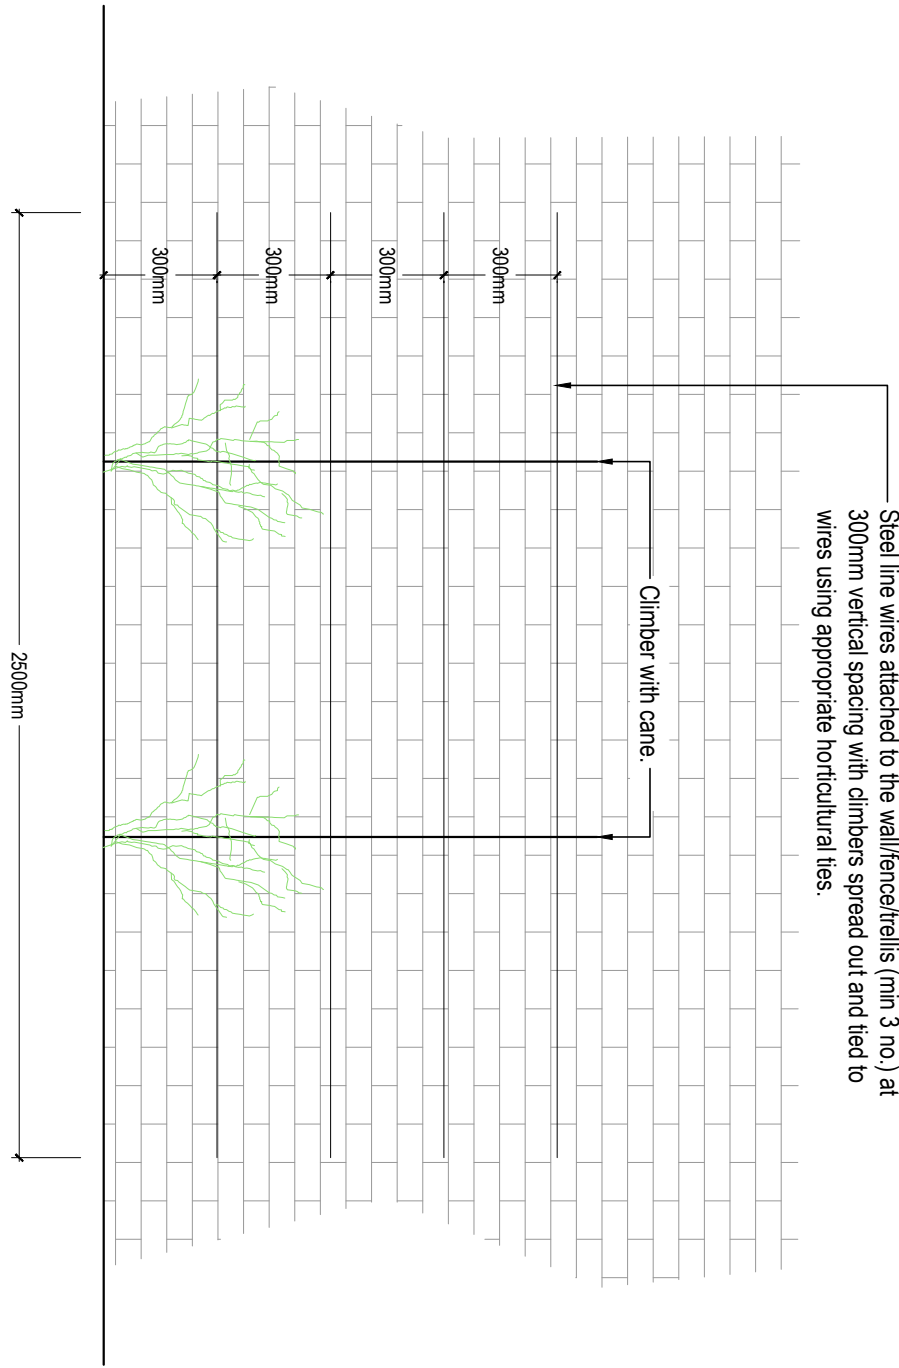 Steel line wires attached to the wall/fence/trellis (min 3 no.) at
300mm vertical spacing with climbers spread out and tied to
wires using appropriate horticultural ties.
Climber with cane.
300mm
300mm
300mm
300mm
2500mm